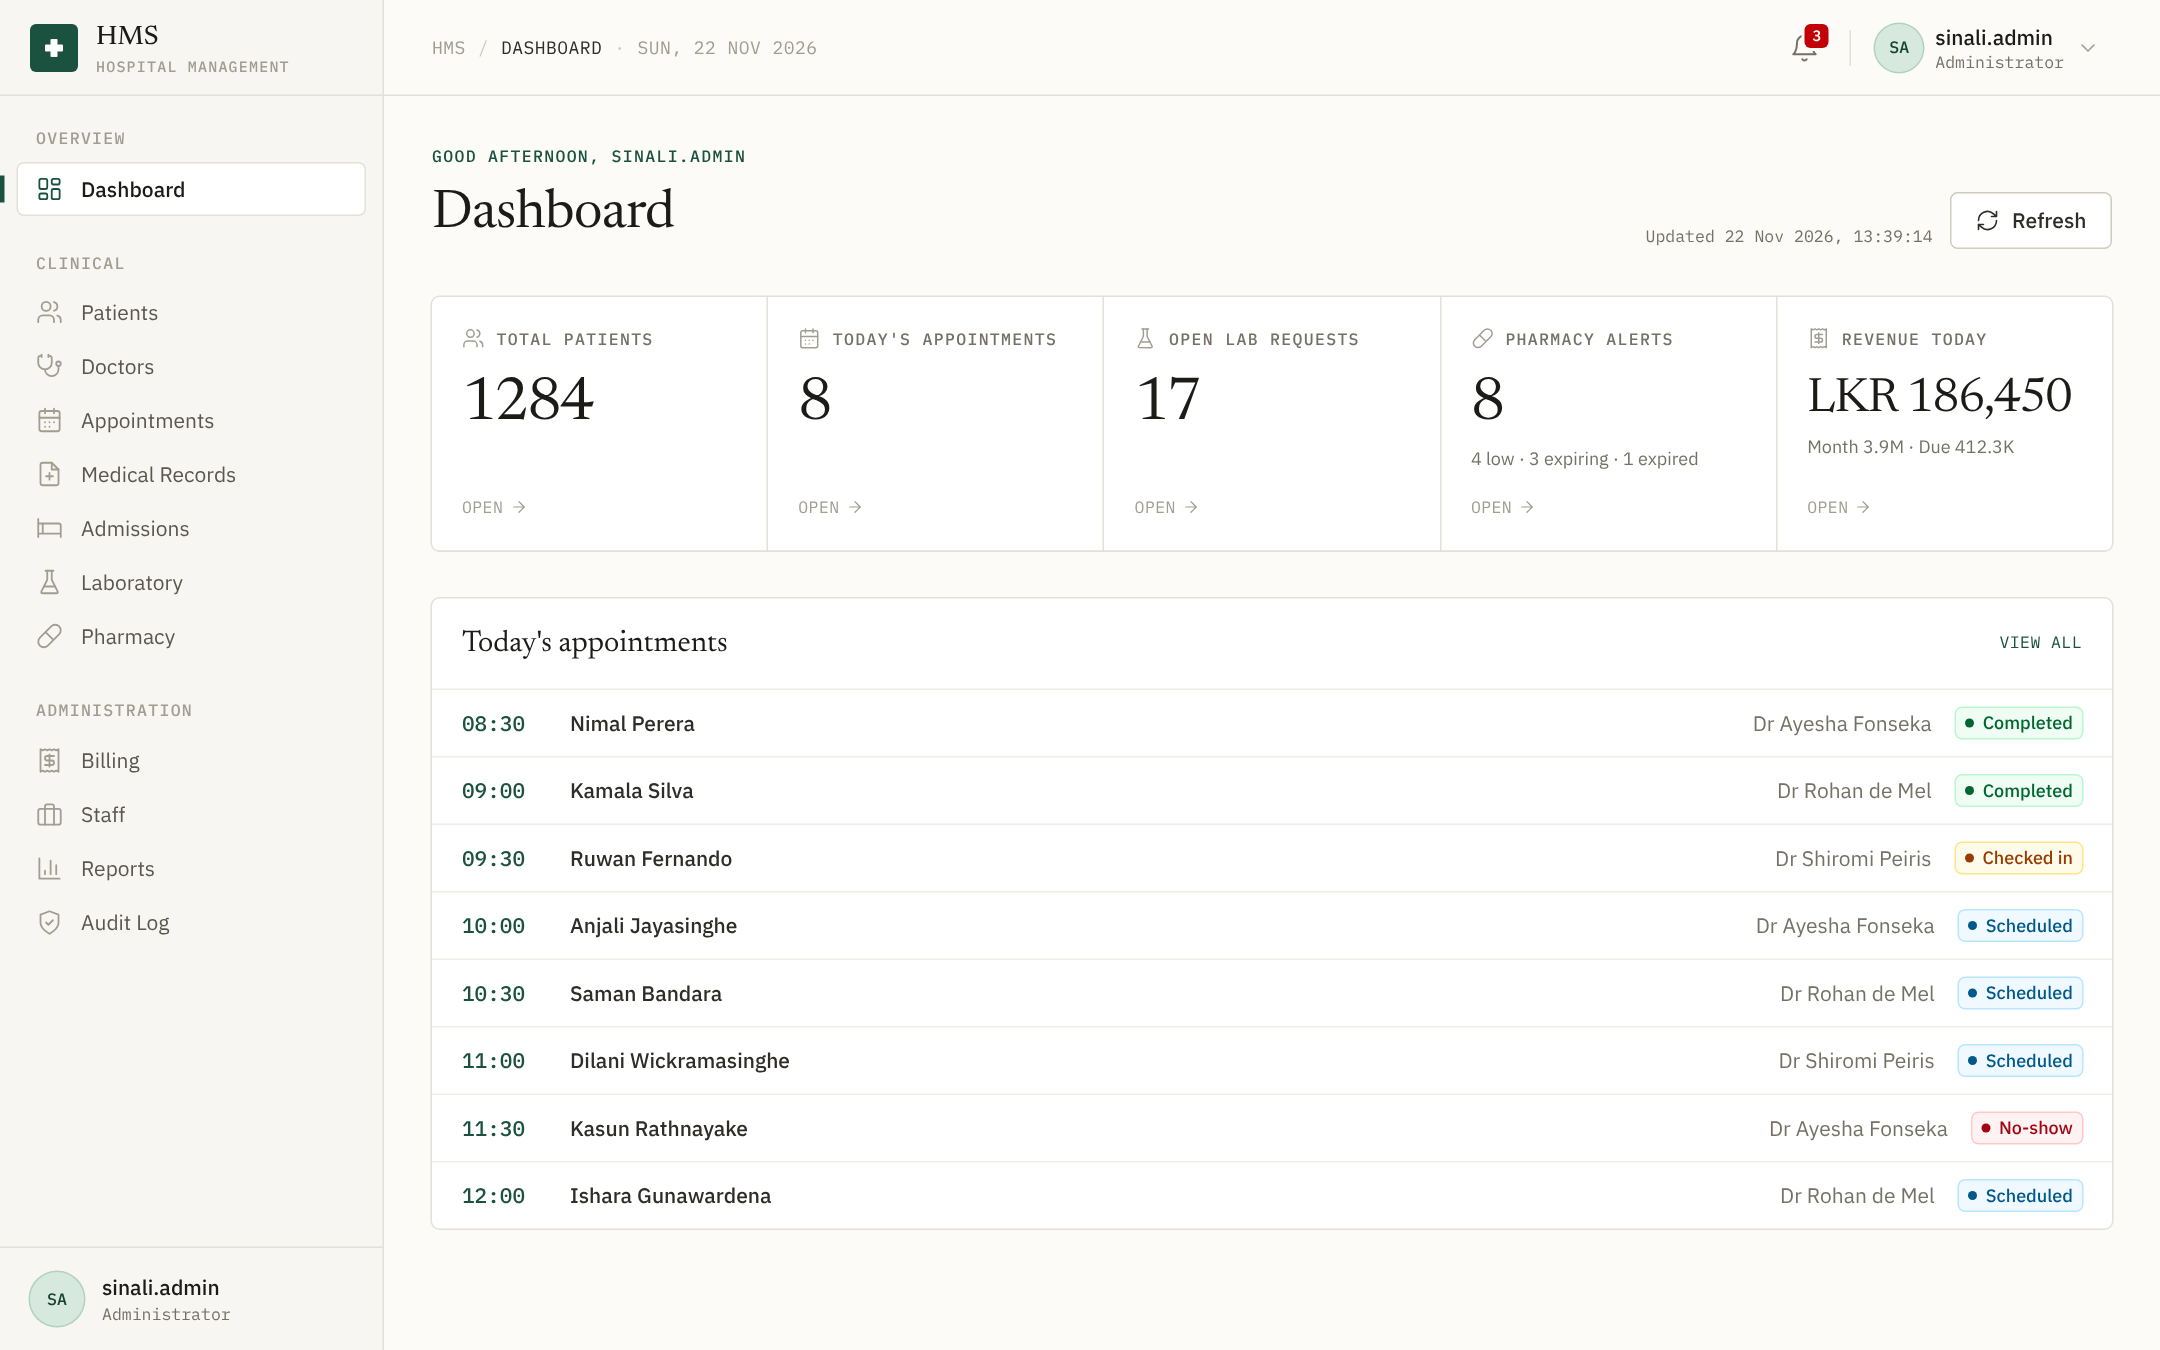 HMS
HOSPITAL MANAGEMENT
OVERVIEW
Dashboard
CLINICAL
Patients
Doctors
Appointments
Medical Records
Admissions
Laboratory
Pharmacy
ADMINISTRATION
Billing
Staff
Reports
Audit Log
SA
sinali.admin
Administrator
HMS / DASHBOARD · SUN, 22 NOV 2026
3
SA
sinali.admin
Administrator
GOOD AFTERNOON, SINALI.ADMIN
Dashboard
Updated 22 Nov 2026, 13:39:14
Refresh
TOTAL PATIENTS
1284
OPEN →
TODAY'S APPOINTMENTS
8
OPEN →
OPEN LAB REQUESTS
17
OPEN →
PHARMACY ALERTS
8
4 low · 3 expiring · 1 expired
OPEN →
REVENUE TODAY
LKR 186,450
Month 3.9M · Due 412.3K
OPEN →
Today's appointments
VIEW ALL
08:30 Nimal Perera Dr Ayesha Fonseka Completed
09:00 Kamala Silva Dr Rohan de Mel Completed
09:30 Ruwan Fernando Dr Shiromi Peiris Checked in
10:00 Anjali Jayasinghe Dr Ayesha Fonseka Scheduled
10:30 Saman Bandara Dr Rohan de Mel Scheduled
11:00 Dilani Wickramasinghe Dr Shiromi Peiris Scheduled
11:30 Kasun Rathnayake Dr Ayesha Fonseka No-show
12:00 Ishara Gunawardena Dr Rohan de Mel Scheduled